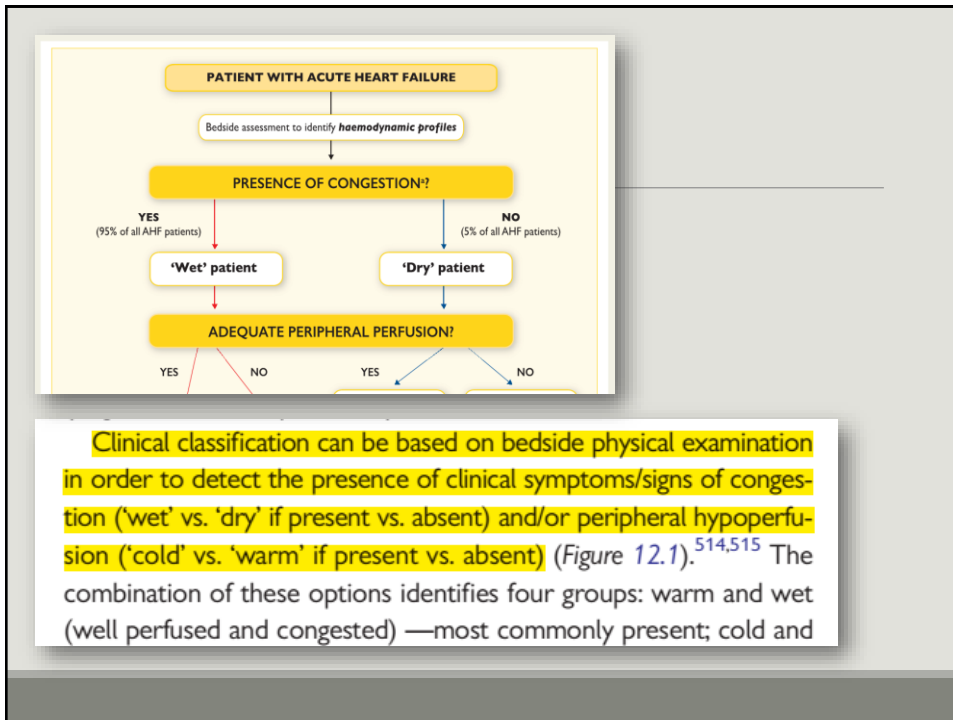 PATIENT WITH ACUTE HEART FAILURE
Bedside assessment to identify haemodynamic profiles
PRESENCE OF CONGESTIONª?
YES
(95% of all AHF patients)
NO
(5% of all AHF patients)
‘Wet’ patient
‘Dry’ patient
ADEQUATE PERIPHERAL PERFUSION?
YES
NO
YES
NO
Clinical classification can be based on bedside physical examination
in order to detect the presence of clinical symptoms/signs of conges-
tion (‘wet’ vs. ‘dry’ if present vs. absent) and/or peripheral hypoperfu-
sion (‘cold’ vs. ‘warm’ if present vs. absent) (Figure 12.1).514,515 The
combination of these options identifies four groups: warm and wet
(well perfused and congested) —most commonly present; cold and